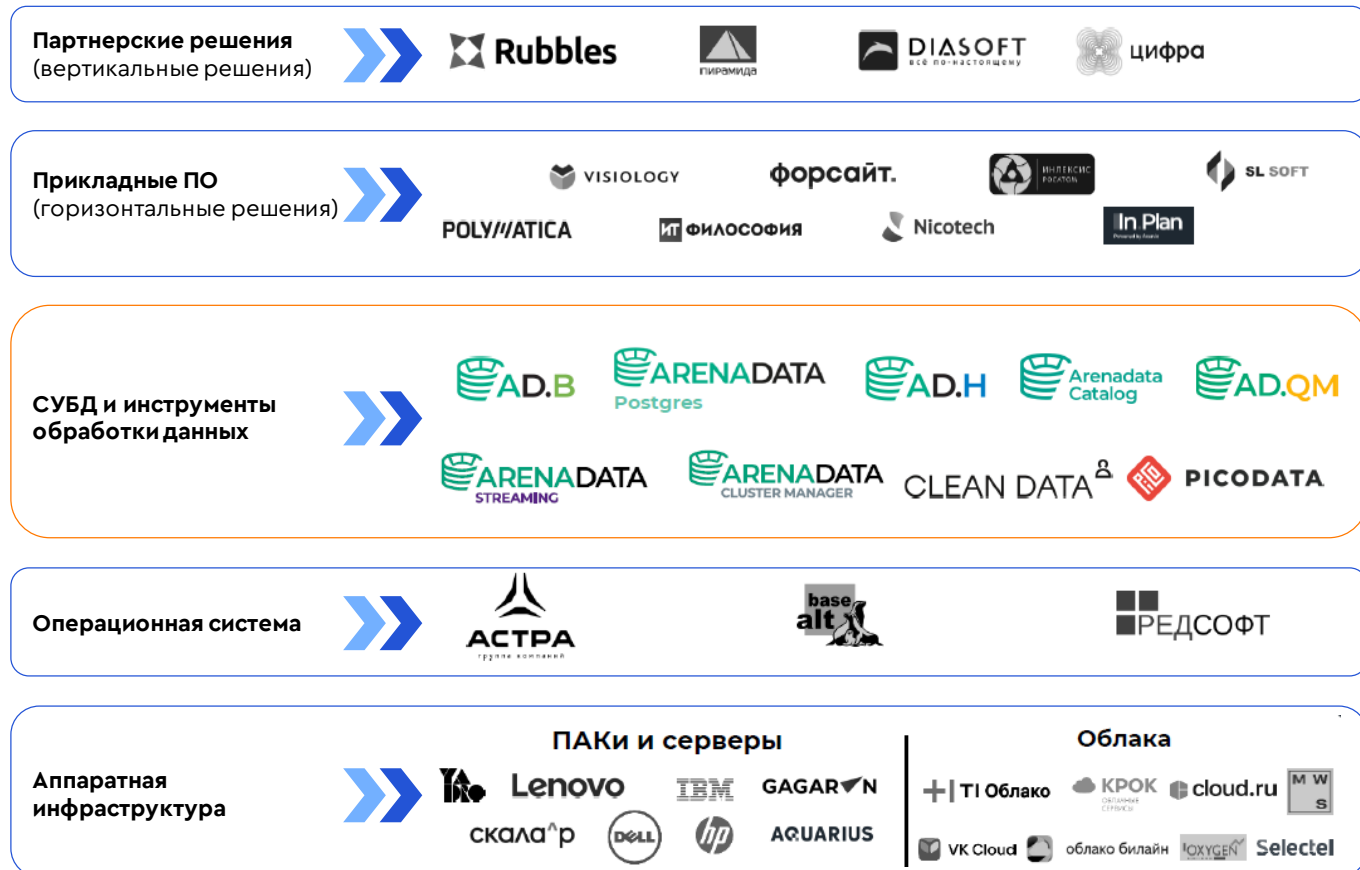 Партнерские решения
(вертикальные решения)
Rubbles
пирамида
DIASOFT
всё по-настоящему
цифра
Прикладные ПО
(горизонтальные решения)
VISIOLOGY
форсайт.
ИНЛЕКСИС
РОСАТОМ
SL SOFT
POLYMATICA
ИТ ФИЛОСОФИЯ
Nicotech
In Plan
СУБД и инструменты
обработки данных
AD.B
ARENADATA
Postgres
AD.H
Arenadata
Catalog
AD.QM
ARENADATA
STREAMING
ARENADATA
CLUSTER MANAGER
CLEAN DATA
PICODATA
Операционная система
АСТРА
группа компаний
base
alt
РЕДСОФТ
Аппаратная
инфраструктура
ПАКи и серверы
YADRO
Lenovo
IBM
GAGARIN
скала^р
DELL
hp
AQUARIUS
Облака
T1 Облако
КРОК
ОБЛАЧНЫЕ
СЕРВИСЫ
cloud.ru
M W
S
VK Cloud
облако билайн
OXYGEN
Selectel